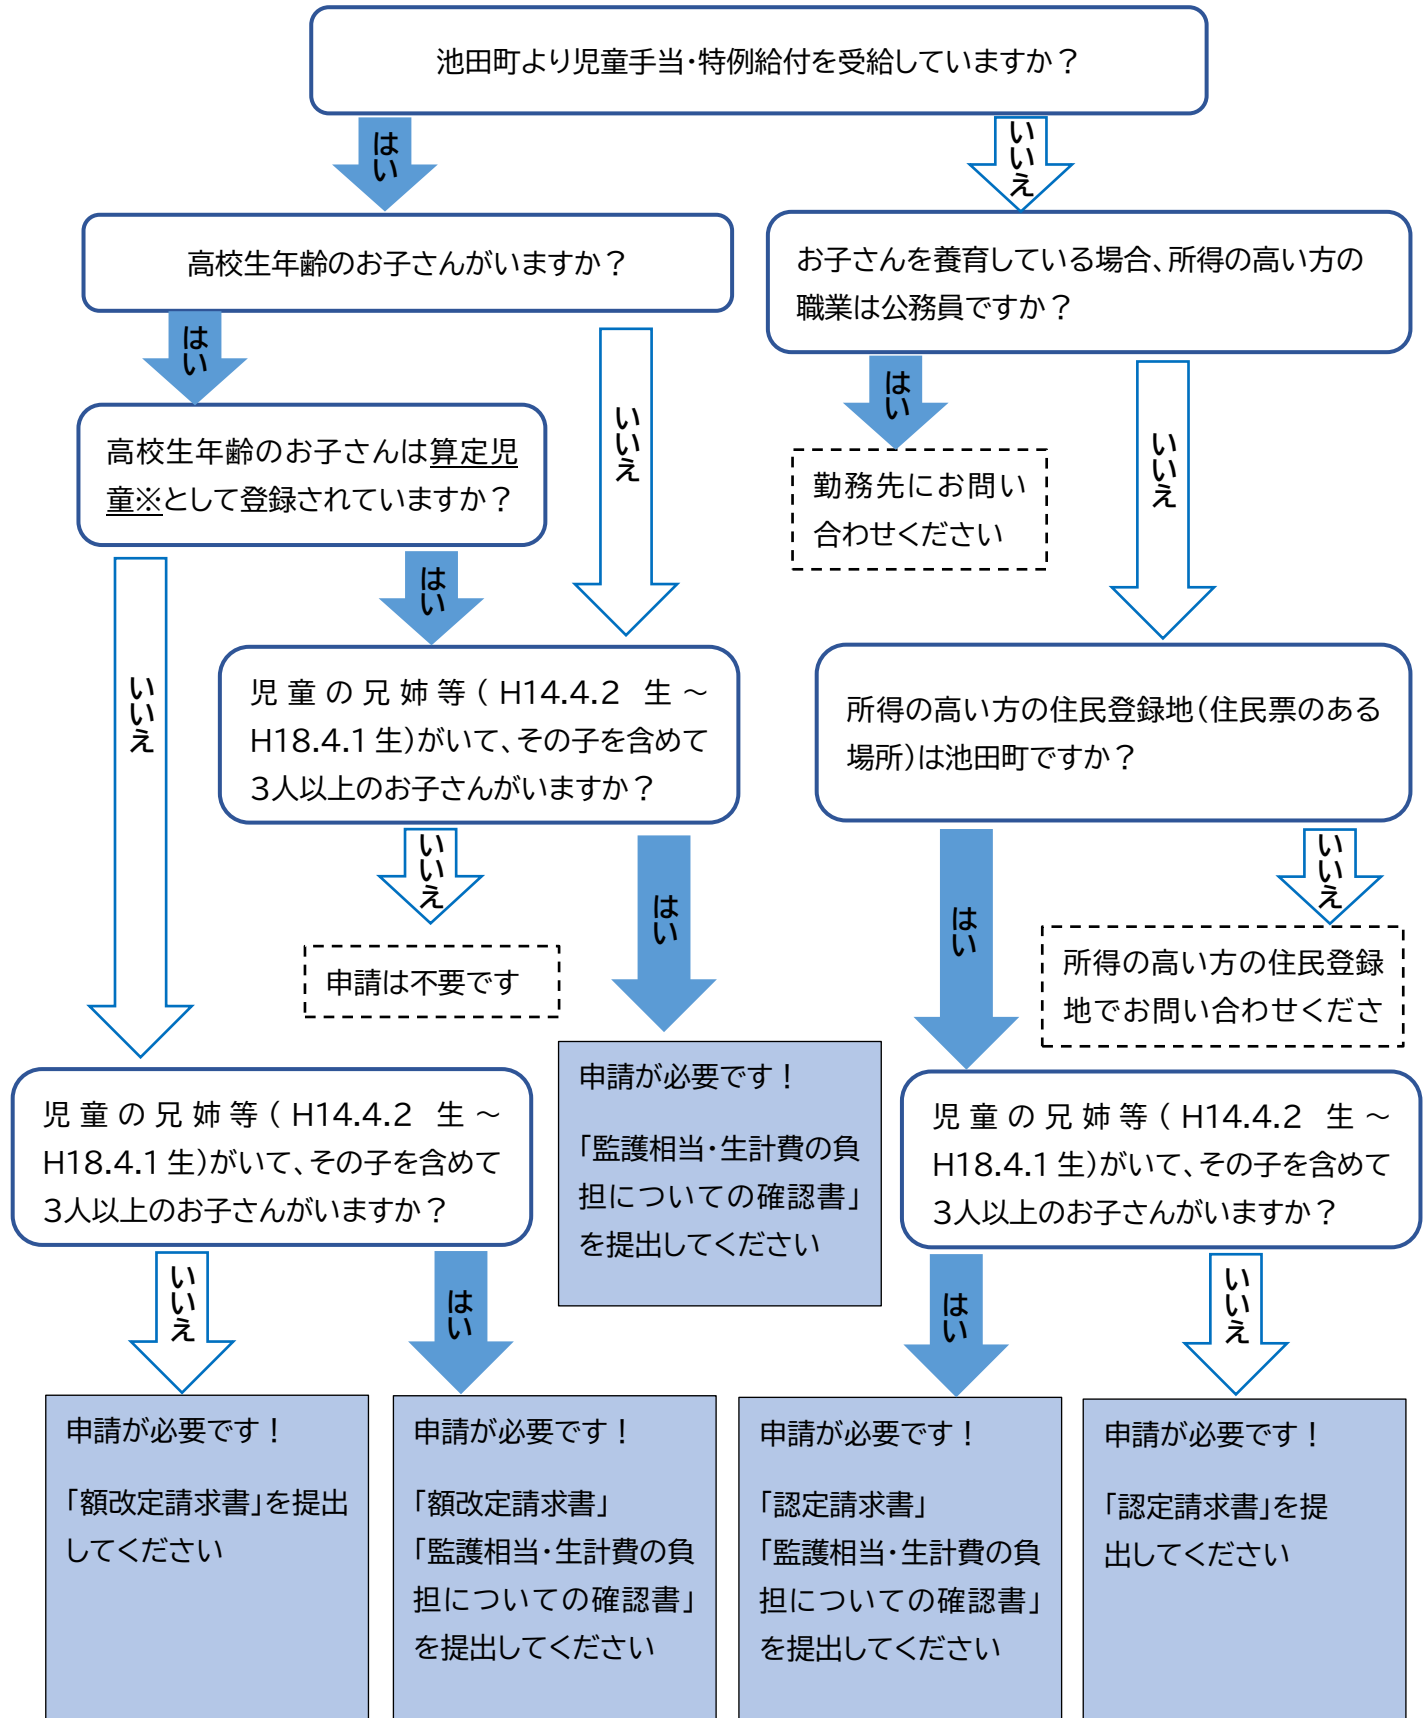 池田町より児童手当・特例給付を受給していますか？
はい
いいえ
高校生年齢のお子さんがいますか？
お子さんを養育している場合、所得の高い方の
職業は公務員ですか？
はい
いいえ
はい
いいえ
高校生年齢のお子さんは算定児
童※として登録されていますか？
勤務先にお問い
合わせください
いいえ
はい
児童の兄姉等（H14.4.2 生～
H18.4.1生）がいて、その子を含めて
3人以上のお子さんがいますか？
所得の高い方の住民登録地（住民票のある
場所）は池田町ですか？
いいえ
はい
はい
いいえ
申請は不要です
所得の高い方の住民登録
地でお問い合わせくださ
申請が必要です！
「監護相当・生計費の負
担についての確認書」
を提出してください
児童の兄姉等（H14.4.2 生～
H18.4.1生）がいて、その子を含めて
3人以上のお子さんがいますか？
児童の兄姉等（H14.4.2 生～
H18.4.1生）がいて、その子を含めて
3人以上のお子さんがいますか？
いいえ
はい
はい
いいえ
申請が必要です！
「額改定請求書」を提出
してください
申請が必要です！
「額改定請求書」
「監護相当・生計費の負
担についての確認書」
を提出してください
申請が必要です！
「認定請求書」
「監護相当・生計費の負
担についての確認書」
を提出してください
申請が必要です！
「認定請求書」を提
出してください